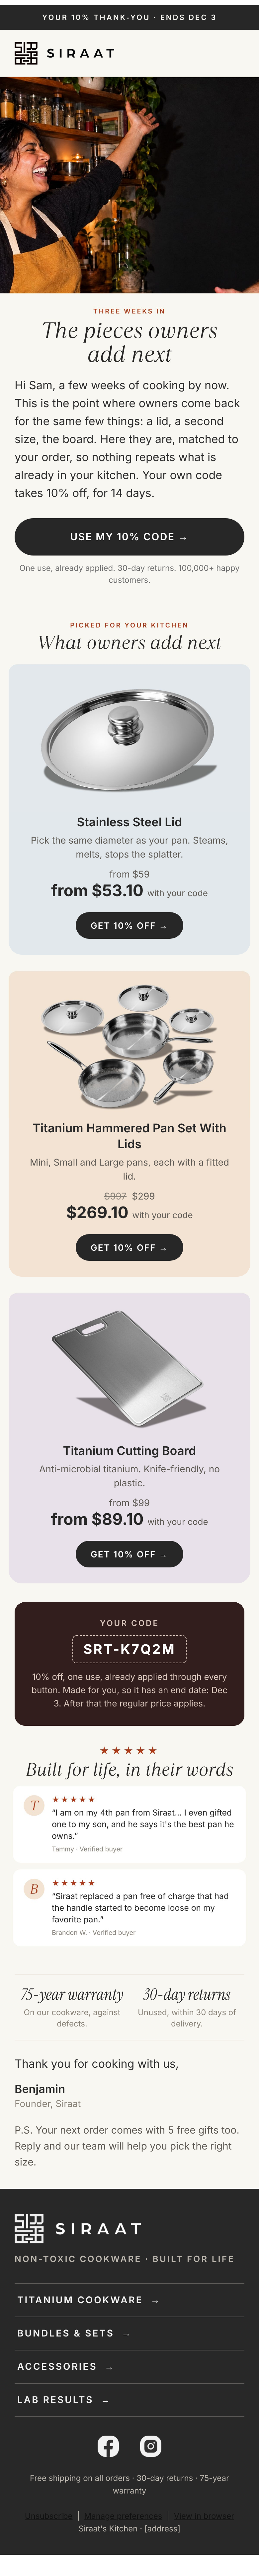 YOUR 10% THANK-YOU · ENDS DEC 3
SIRAAT
THREE WEEKS IN
The pieces owners
add next
Hi Sam, a few weeks of cooking by now.
This is the point where owners come back
for the same few things: a lid, a second
size, the board. Here they are, matched to
your order, so nothing repeats what is
already in your kitchen. Your own code
takes 10% off, for 14 days.
USE MY 10% CODE →
One use, already applied. 30-day returns. 100,000+ happy
customers.
PICKED FOR YOUR KITCHEN
What owners add next
Stainless Steel Lid
Pick the same diameter as your pan. Steams,
melts, stops the splatter.
from $59
from $53.10 with your code
GET 10% OFF →
Titanium Hammered Pan Set With
Lids
Mini, Small and Large pans, each with a fitted
lid.
$997 $299
$269.10 with your code
GET 10% OFF →
Titanium Cutting Board
Anti-microbial titanium. Knife-friendly, no
plastic.
from $99
from $89.10 with your code
GET 10% OFF →
YOUR CODE
SRT-K7Q2M
10% off, one use, already applied through every
button. Made for you, so it has an end date: Dec
3. After that the regular price applies.
★★★★★
Built for life, in their words
T
★★★★★
“I am on my 4th pan from Siraat... I even gifted
one to my son, and he says it's the best pan he
owns.”
Tammy · Verified buyer
B
★★★★★
“Siraat replaced a pan free of charge that had
the handle started to become loose on my
favorite pan.”
Brandon W. · Verified buyer
75-year warranty
On our cookware, against
defects.
30-day returns
Unused, within 30 days of
delivery.
Thank you for cooking with us,
Benjamin
Founder, Siraat
P.S. Your next order comes with 5 free gifts too.
Reply and our team will help you pick the right
size.
SIRAAT
NON-TOXIC COOKWARE · BUILT FOR LIFE
TITANIUM COOKWARE →
BUNDLES & SETS →
ACCESSORIES →
LAB RESULTS →
Free shipping on all orders · 30-day returns · 75-year
warranty
Unsubscribe | Manage preferences | View in browser
Siraat's Kitchen · [address]